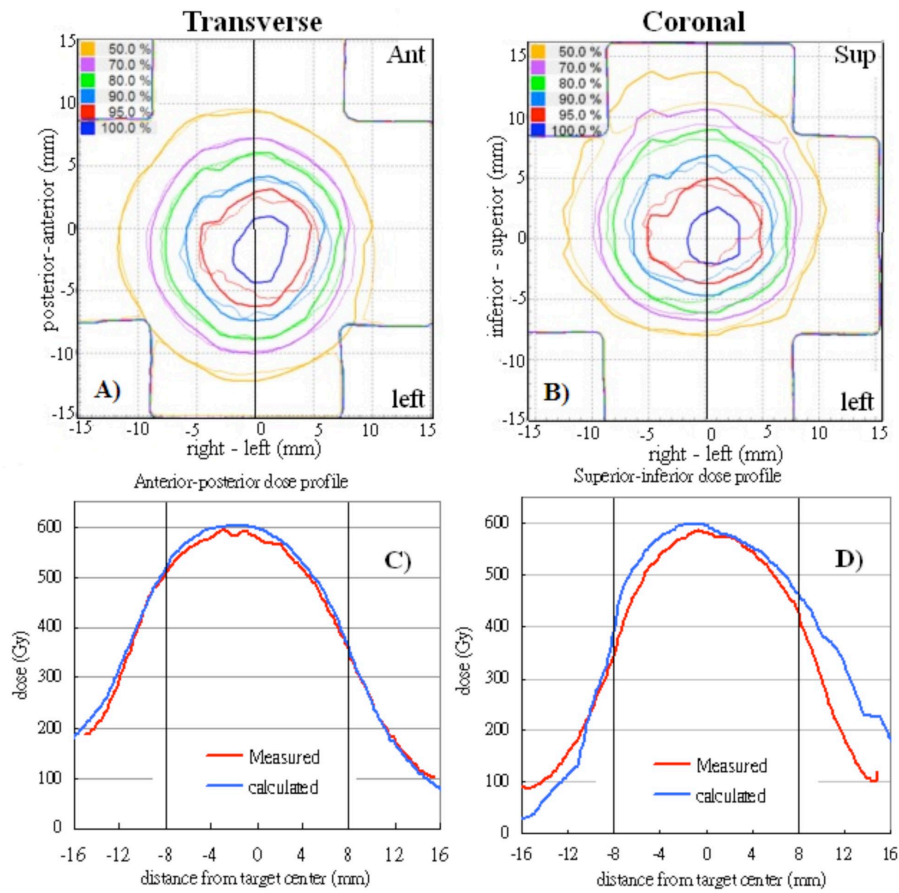 Transverse
Coronal
15
10
5
0
-5
-10
-15
posterior-anterior (mm)
50.0 %
70.0 %
80.0 %
90.0 %
95.0 %
100.0 %
Ant
A)
left
-15 -10 -5 0 5 10 15
right - left (mm)
15
10
5
0
-5
-10
-15
inferior - superior (mm)
50.0 %
70.0 %
80.0 %
90.0 %
95.0 %
100.0 %
Sup
B)
left
-15 -10 -5 0 5 10 15
right - left (mm)
Anterior-posterior dose profile
600
500
400
300
200
100
0
dose (Gy)
C)
Measured
calculated
-16 -12 -8 -4 0 4 8 12 16
distance from target center (mm)
Superior-inferior dose profile
600
500
400
300
200
100
0
dose (Gy)
D)
Measured
calculated
-16 -12 -8 -4 0 4 8 12 16
distance from target center (mm)